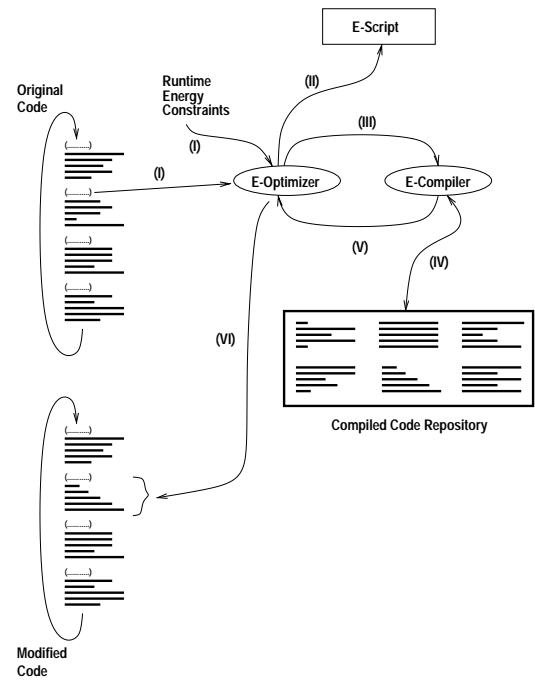 E-Script
Original
Code
Runtime
Energy
Constraints
(II)
(I)
(III)
(I)
E-Optimizer
E-Compiler
(V)
(IV)
(VI)
Compiled Code Repository
Modified
Code